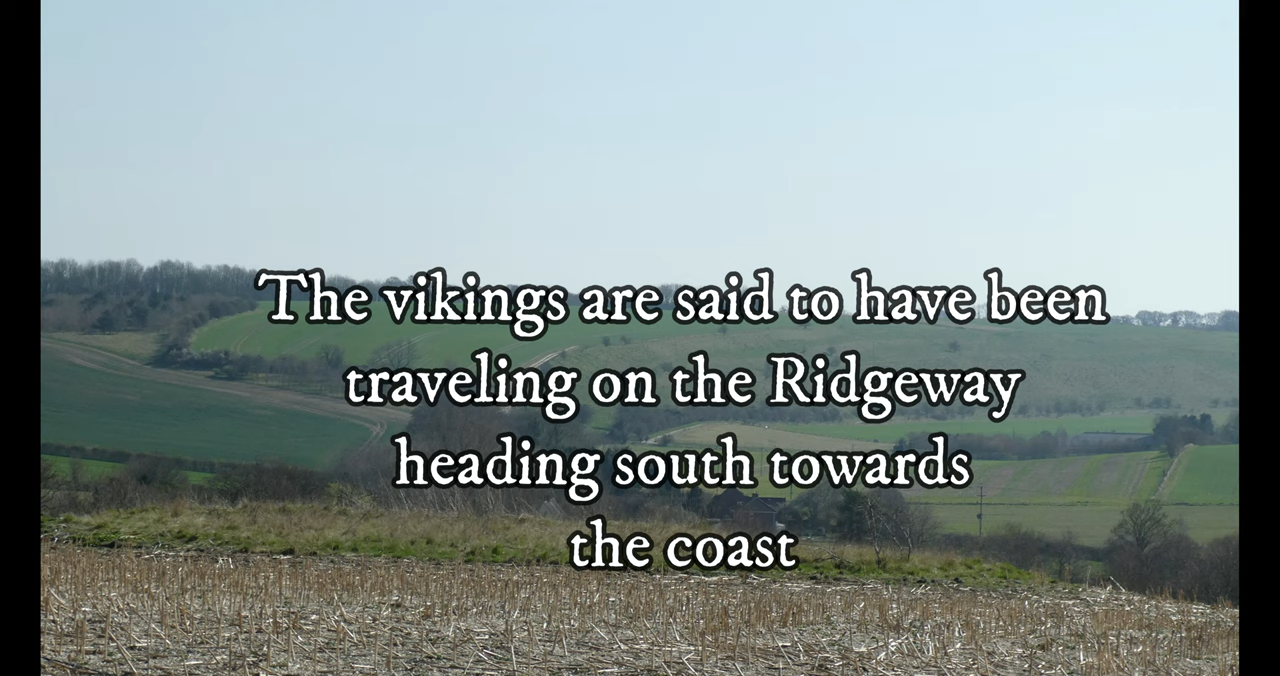 The vikings are said to have been
traveling on the Ridgeway
heading south towards
the coast